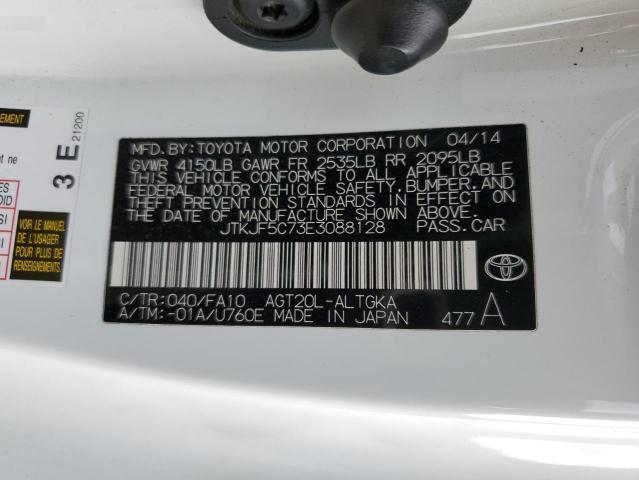 MFD. BY: TOYOTA MOTOR CORPORATION 04/14
GVWR 4150LB GAWR FR 2535LB RR 2095LB
THIS VEHICLE CONFORMS TO ALL APPLICABLE
FEDERAL MOTOR VEHICLE SAFETY, BUMPER, AND
THEFT PREVENTION STANDARDS IN EFFECT ON
THE DATE OF MANUFACTURE SHOWN ABOVE.
JTKJF5C73E3088128 PASS. CAR
C/TR: 040/FA10 AGT20L-ALTGKA
A/TM: -01A/U760E MADE IN JAPAN 477 A
3 E 21200
MODE
DE L'USAGER
POUR PLUS DE
RENSEIGNEMENTS